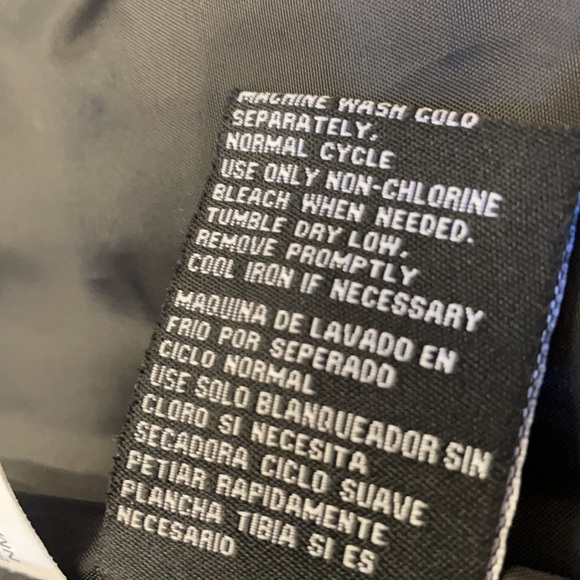 MACHINE WASH COLD
SEPARATELY,
NORMAL CYCLE
USE ONLY NON-CHLORINE
BLEACH WHEN NEEDED.
TUMBLE DRY LOW,
REMOVE PROMPTLY
COOL IRON IF NECESSARY
MAQUINA DE LAVADO EN
FRIO POR SEPERADO
CICLO NORMAL
USE SOLO BLANQUEADOR SIN
CLORO SI NECESITA
SECADORA CICLO SUAVE
PETIAR RAPIDAMENTE
PLANCHA TIBIA SI ES
NECESARIO